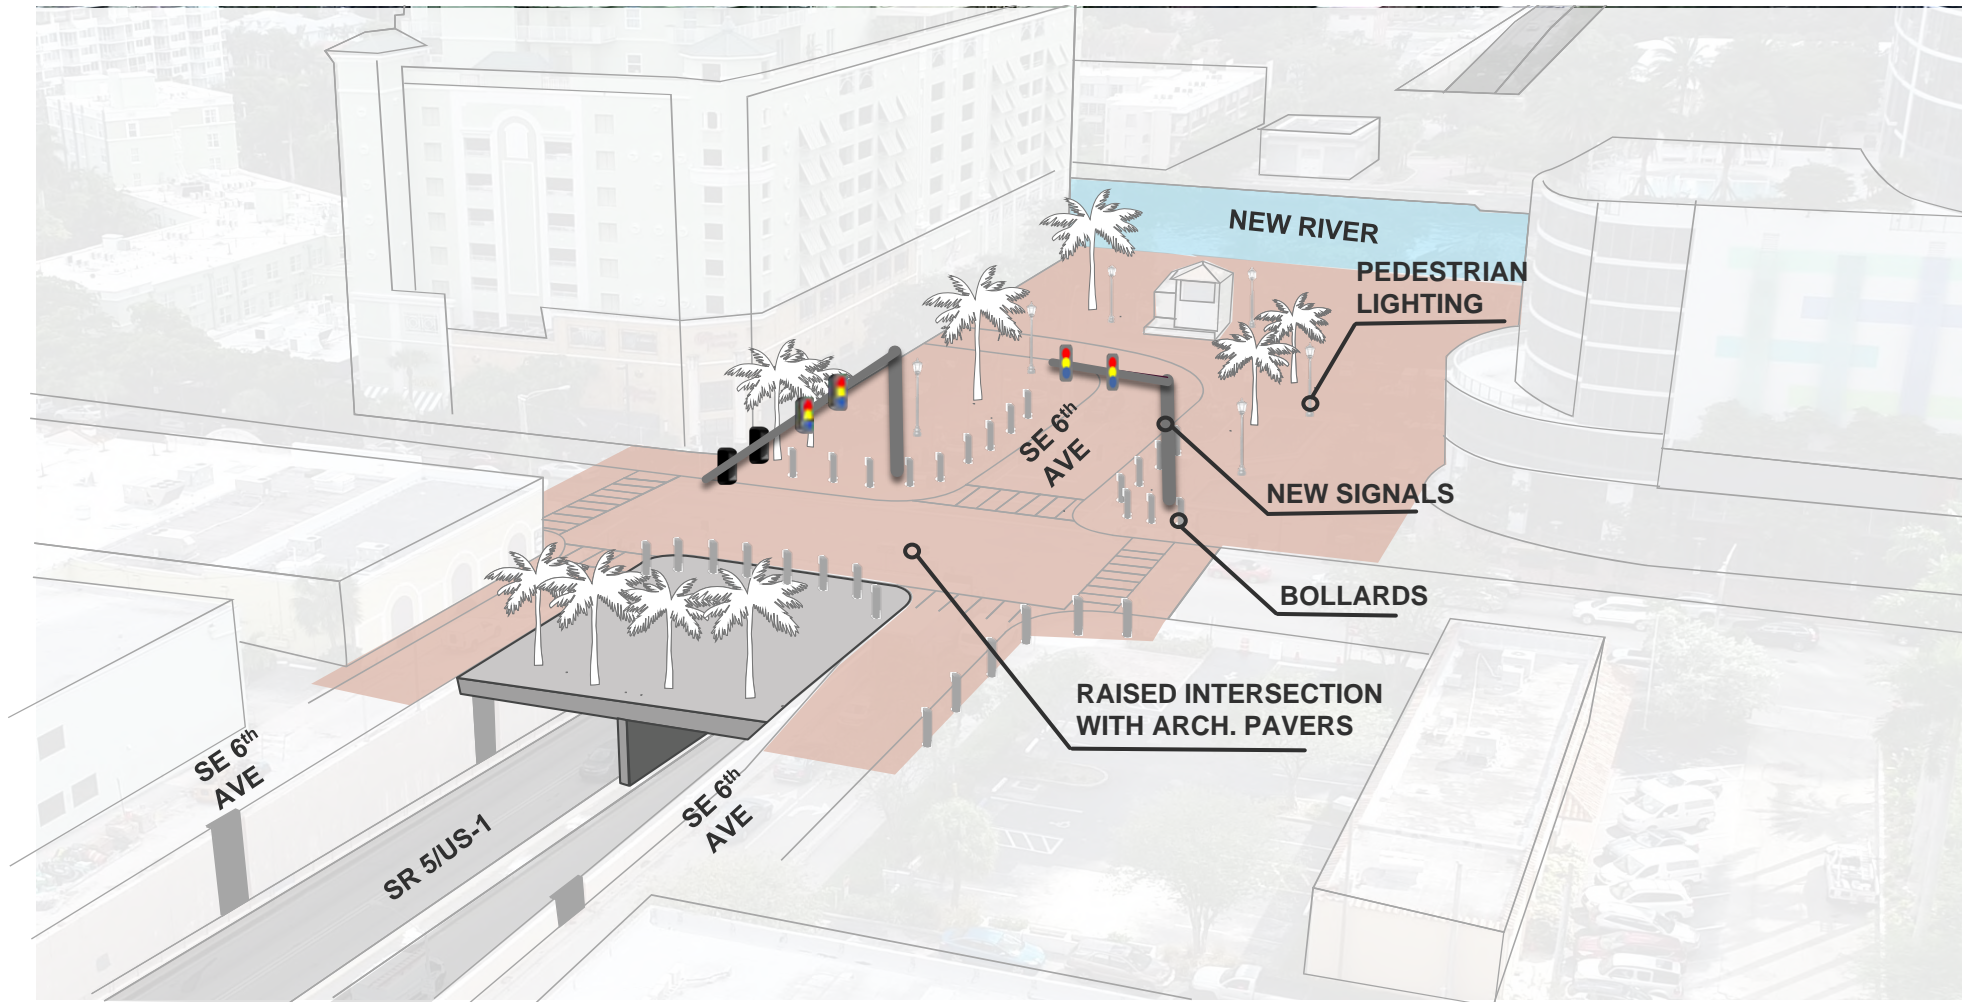 NEW RIVER
PEDESTRIAN
LIGHTING
SE 6th
AVE
NEW SIGNALS
BOLLARDS
RAISED INTERSECTION
WITH ARCH. PAVERS
SE 6th
AVE
SE 6th
AVE
SR 5/US-1